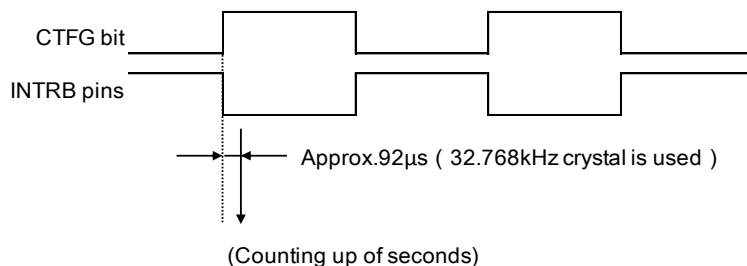 CTFG bit
INTRB pins
Approx.92μs ( 32.768kHz crystal is used )
(Counting up of seconds)